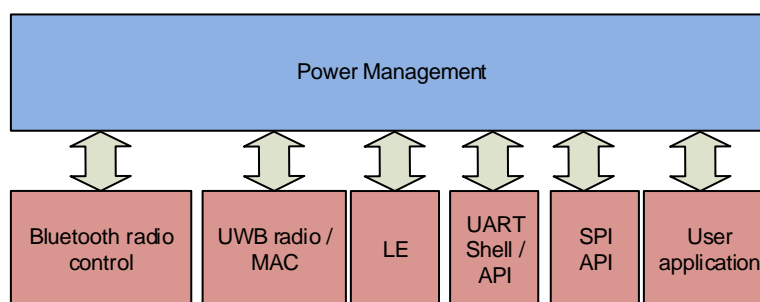 Power Management
Bluetooth radio
control
UWB radio /
MAC
LE
UART
Shell /
API
SPI
API
User
application